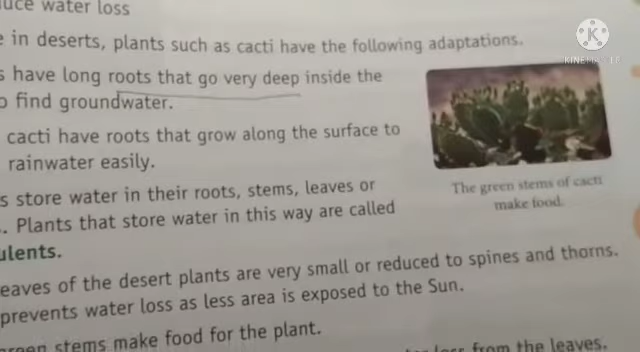 uce water loss
in deserts, plants such as cacti have the following adaptations.
have long roots that go very deep inside the
find groundwater.
cacti have roots that grow along the surface to
rainwater easily.
store water in their roots, stems, leaves or
Plants that store water in this way are called
ulents.
eaves of the desert plants are very small or reduced to spines and thorns.
prevents water loss as less area is exposed to the Sun.
green stems make food for the plant.
from the leaves.
The green stems of cacti
make food.
KINEMASTER